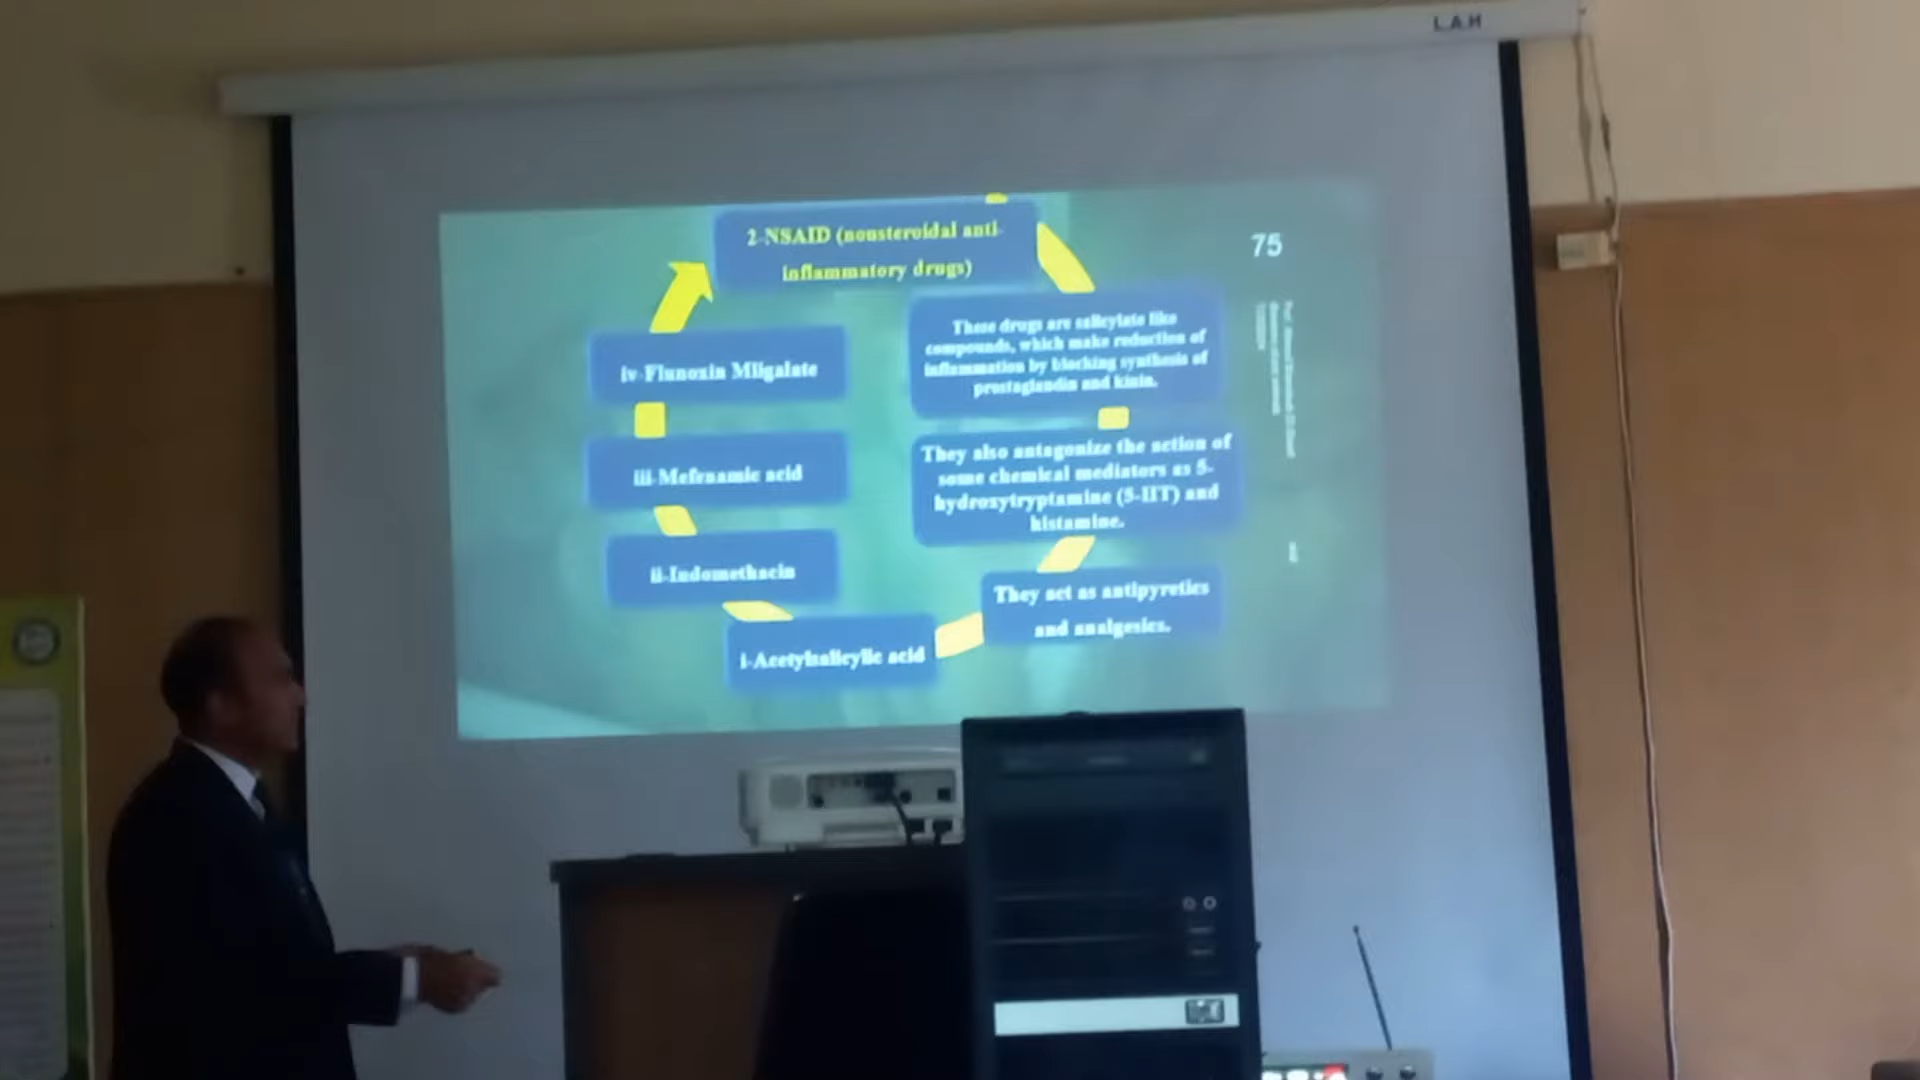 L.A.H
2-NSAID (nonsteroidal anti-
inflammatory drugs)
75
These drugs are salicylate like
compounds, which make reduction of
inflammation by blocking synthesis of
prostaglandin and kinin.
They also antagonize the action of
some chemical mediators as 5-
hydroxytryptamine (5-HT) and
histamine.
They act as antipyretics
and analgesics.
i-Acetylsalicylic acid
ii-Indomethacin
iii-Mefenamic acid
iv-Flunoxin